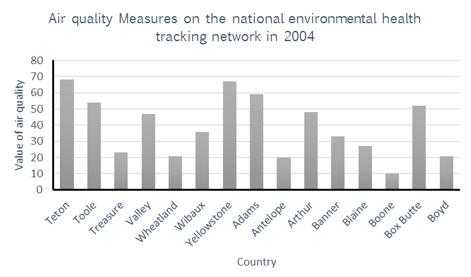 Air quality Measures on the national environmental health
tracking network in 2004
Value of air quality
80
70
60
50
40
30
20
10
0
Teton
Toole
Treasure
Valley
Wheatland
Wibaux
Yellowstone
Adams
Antelope
Arthur
Banner
Blaine
Boone
Box Butte
Boyd
Country